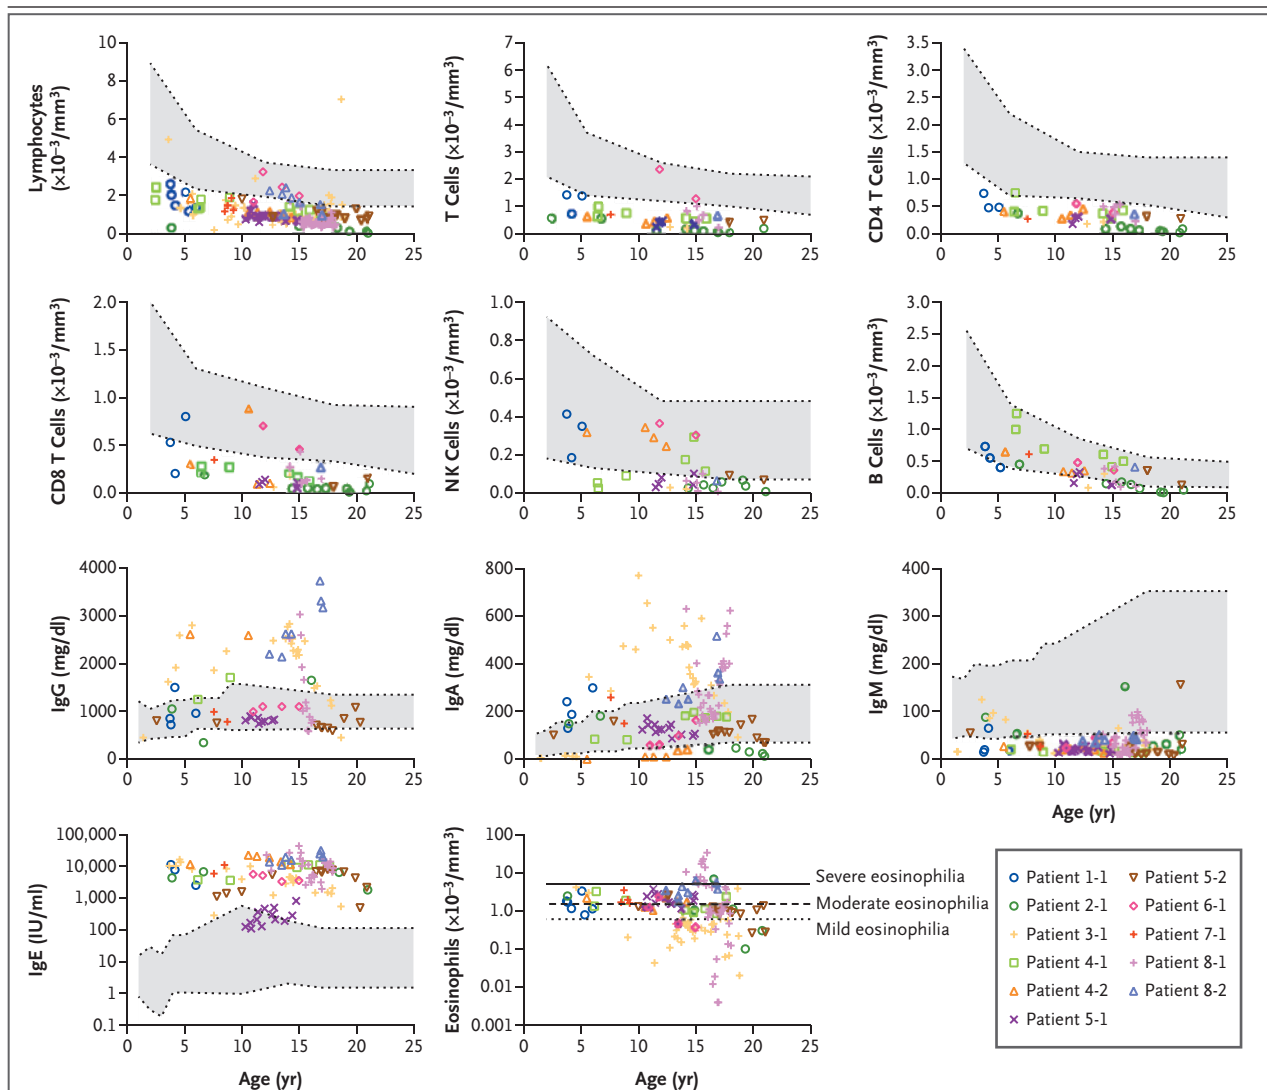 Lymphocytes
(×10⁻³/mm³)
10
8
6
4
2
0
0 5 10 15 20 25
T Cells (×10⁻³/mm³)
7
6
5
4
3
2
1
0
0 5 10 15 20 25
CD4 T Cells (×10⁻³/mm³)
3.5
3.0
2.5
2.0
1.5
1.0
0.5
0.0
0 5 10 15 20 25
CD8 T Cells (×10⁻³/mm³)
2.0
1.5
1.0
0.5
0.0
0 5 10 15 20 25
NK Cells (×10⁻³/mm³)
1.0
0.8
0.6
0.4
0.2
0.0
0 5 10 15 20 25
B Cells (×10⁻³/mm³)
3.0
2.5
2.0
1.5
1.0
0.5
0.0
0 5 10 15 20 25
IgG (mg/dl)
4000
3000
2000
1000
0
0 5 10 15 20 25
IgA (mg/dl)
800
600
400
200
0
0 5 10 15 20 25
IgM (mg/dl)
400
300
200
100
0
0 5 10 15 20 25
Age (yr)
IgE (IU/ml)
100,000
10,000
1,000
100
10
1
0.1
0 5 10 15 20 25
Age (yr)
Eosinophils (×10⁻³/mm³)
100
10
1.0
0.1
0.01
0.001
0 5 10 15 20 25
Age (yr)
Severe eosinophilia
Moderate eosinophilia
Mild eosinophilia
Patient 1-1
Patient 2-1
Patient 3-1
Patient 4-1
Patient 4-2
Patient 5-1
Patient 5-2
Patient 6-1
Patient 7-1
Patient 8-1
Patient 8-2